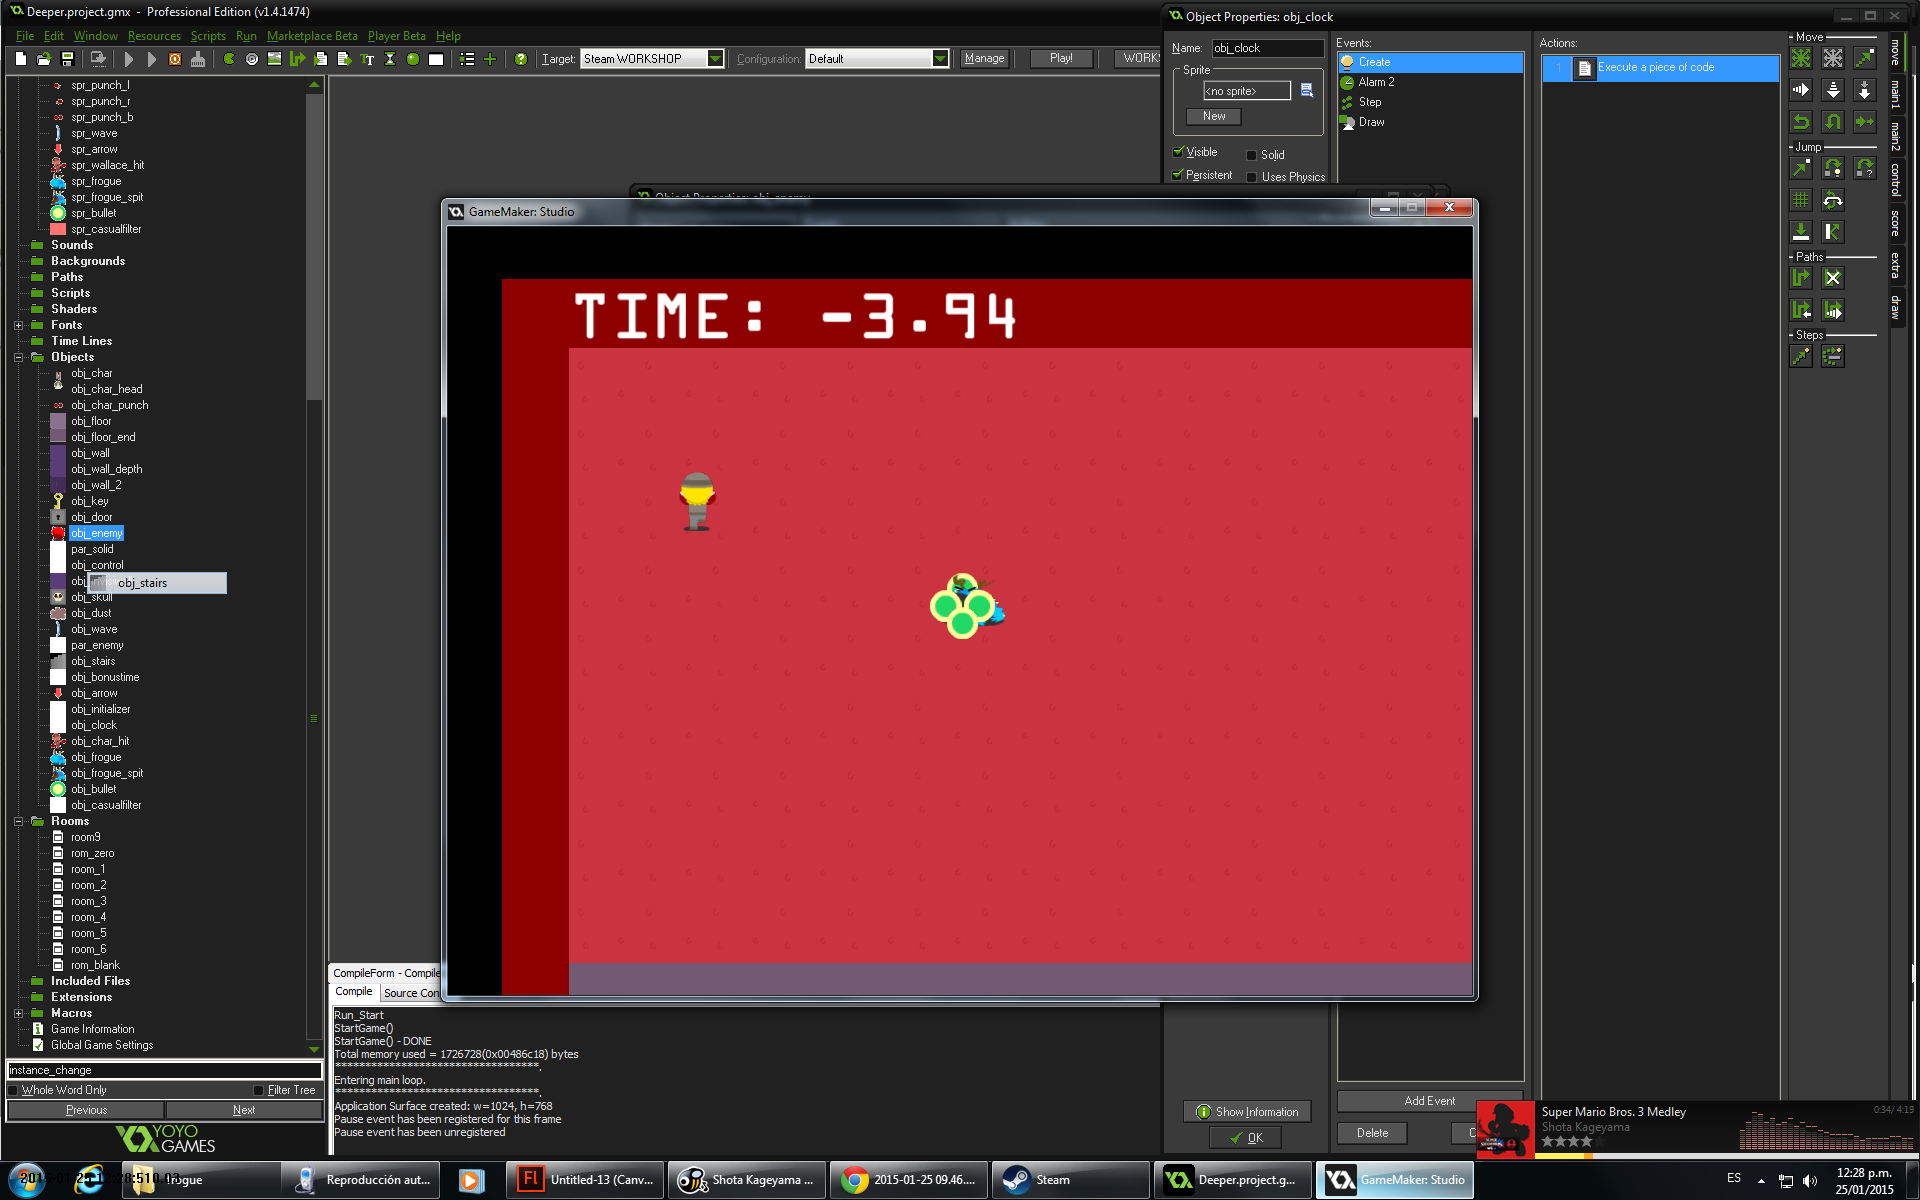 Deeper.project.gmx - Professional Edition (v1.4.1474)
File Edit Window Resources Scripts Run Marketplace Beta Player Beta Help
Target: Steam WORKSHOP Configuration: Default Manage Play! WORK
spr_punch_l
spr_punch_r
spr_punch_b
spr_wave
spr_arrow
spr_wallace_hit
spr_frogue
spr_frogue_spit
spr_bullet
spr_casualfilter
Sounds
Backgrounds
Paths
Scripts
Shaders
Fonts
Time Lines
Objects
obj_char
obj_char_head
obj_char_punch
obj_floor
obj_floor_end
obj_wall
obj_wall_depth
obj_wall_2
obj_key
obj_door
obj_enemy
par_solid
obj_control
obj_stairs
obj_skull
obj_dust
obj_wave
par_enemy
obj_stairs
obj_bonustime
obj_arrow
obj_initializer
obj_clock
obj_char_hit
obj_frogue
obj_frogue_spit
obj_bullet
obj_casualfilter
Rooms
room9
rom_zero
room_1
room_2
room_3
room_4
room_5
room_6
rom_blank
Included Files
Extensions
Macros
Game Information
Global Game Settings
instance_change
Whole Word Only Filter Tree
Previous Next
YOYO
GAMES
Object Properties: obj_enemy
GameMaker: Studio
TIME: -3.94
CompileForm - Compile
Compile Source Con
Run_Start
StartGame()
StartGame() - DONE
Total memory used = 1726728(0x00486c18) bytes
***********************************.
Entering main loop.
***********************************.
Application Surface created: w=1024, h=768
Pause event has been registered for this frame
Pause event has been unregistered
Object Properties: obj_clock
Name: obj_clock
Sprite
<no sprite>
New
Visible Solid
Persistent Uses Physics
Show Information
OK
Events:
Create
Alarm 2
Step
Draw
Add Event
Delete
Actions:
1 Execute a piece of code
Move
Jump
Paths
Steps
move
main1
main2
control
score
extra
draw
Super Mario Bros. 3 Medley
Shota Kageyama
0:34/ 4:19
Reproducción aut...
Untitled-13 (Canv...
Shota Kageyama ...
2015-01-25 09.46....
Steam
Deeper.project.g...
GameMaker: Studio
ES
12:28 p.m.
25/01/2015